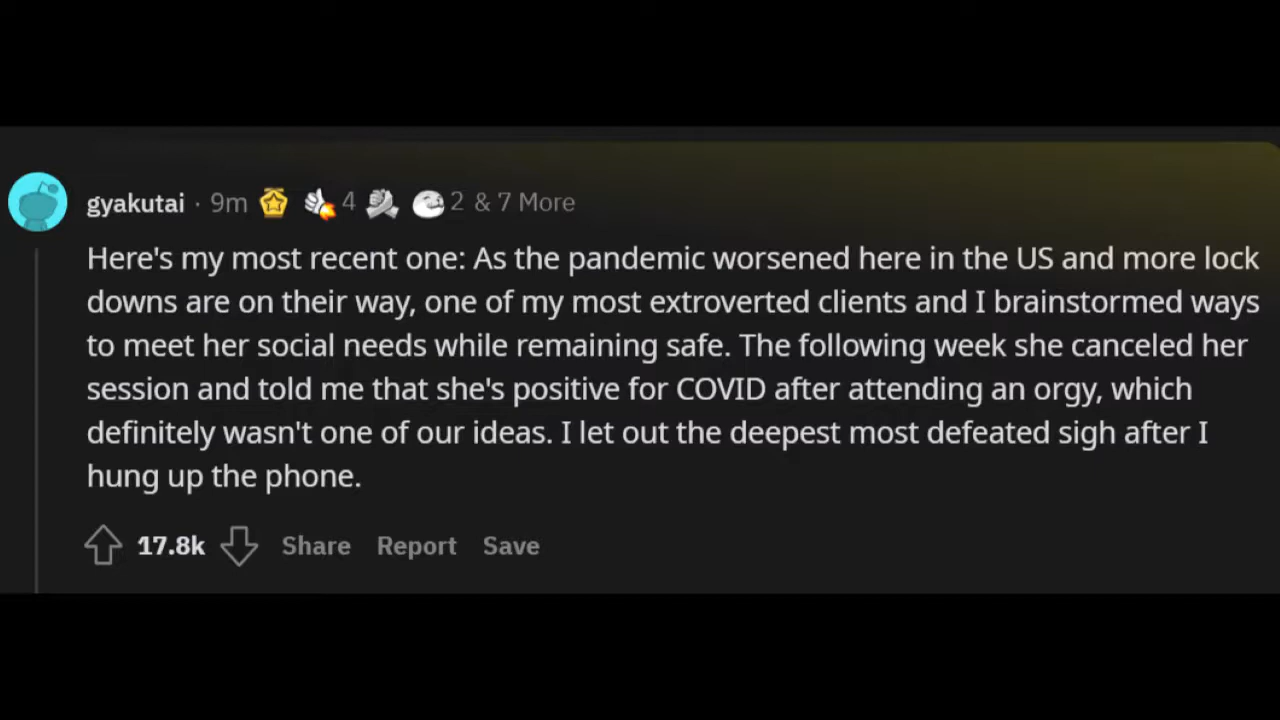 gyakutai · 9m 4 2 & 7 More
Here's my most recent one: As the pandemic worsened here in the US and more lock
downs are on their way, one of my most extroverted clients and I brainstormed ways
to meet her social needs while remaining safe. The following week she canceled her
session and told me that she's positive for COVID after attending an orgy, which
definitely wasn't one of our ideas. I let out the deepest most defeated sigh after I
hung up the phone.
17.8k Share Report Save